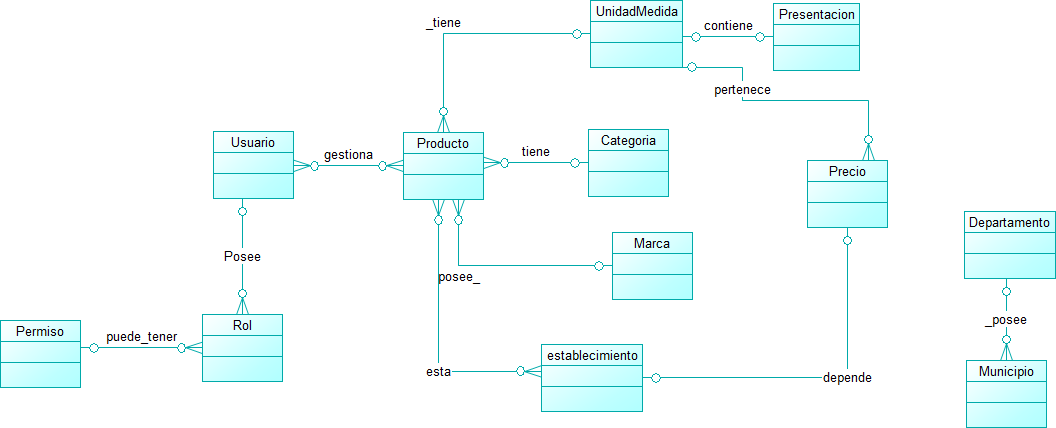 UnidadMedida
Presentacion
_tiene
contiene
pertenece
Usuario
gestiona
Producto
tiene
Categoria
Precio
Departamento
Posee
posee_
Marca
_posee
Permiso
puede_tener
Rol
esta
establecimiento
depende
Municipio